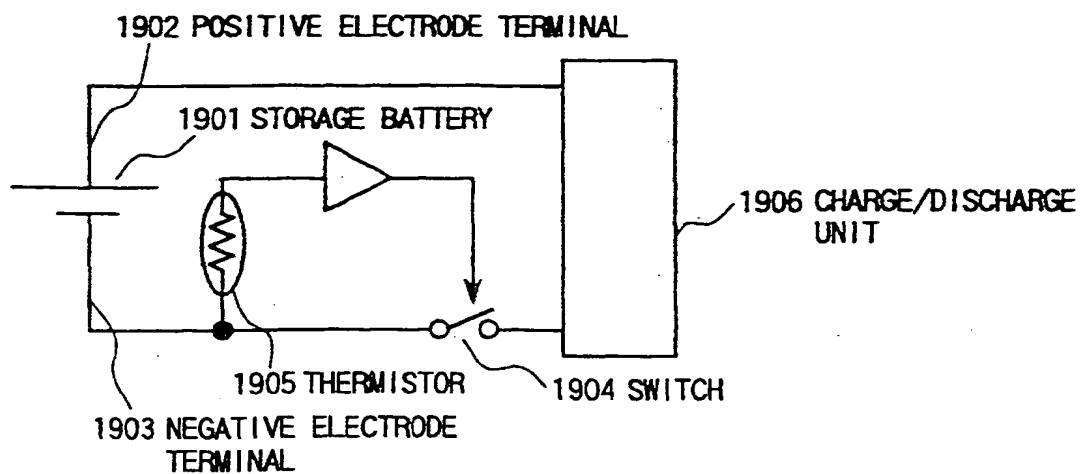 1902 POSITIVE ELECTRODE TERMINAL
1901 STORAGE BATTERY
1906 CHARGE/DISCHARGE
UNIT
1905 THERMISTOR
1904 SWITCH
1903 NEGATIVE ELECTRODE
TERMINAL